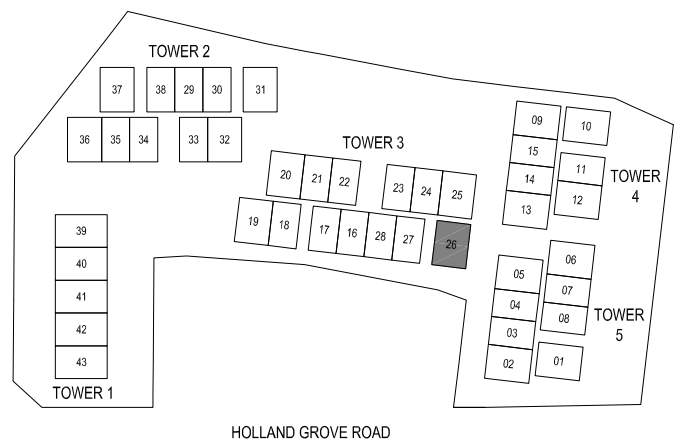 TOWER 2
37 38 29 30 31
36 35 34 33 32
TOWER 3
20 21 22 23 24 25
19 18 17 16 28 27 26
09 10
15
14 11
13 12
TOWER
4
39
40
41
42
43
TOWER 1
05 06
04 07
03 08
02 01
TOWER
5
HOLLAND GROVE ROAD